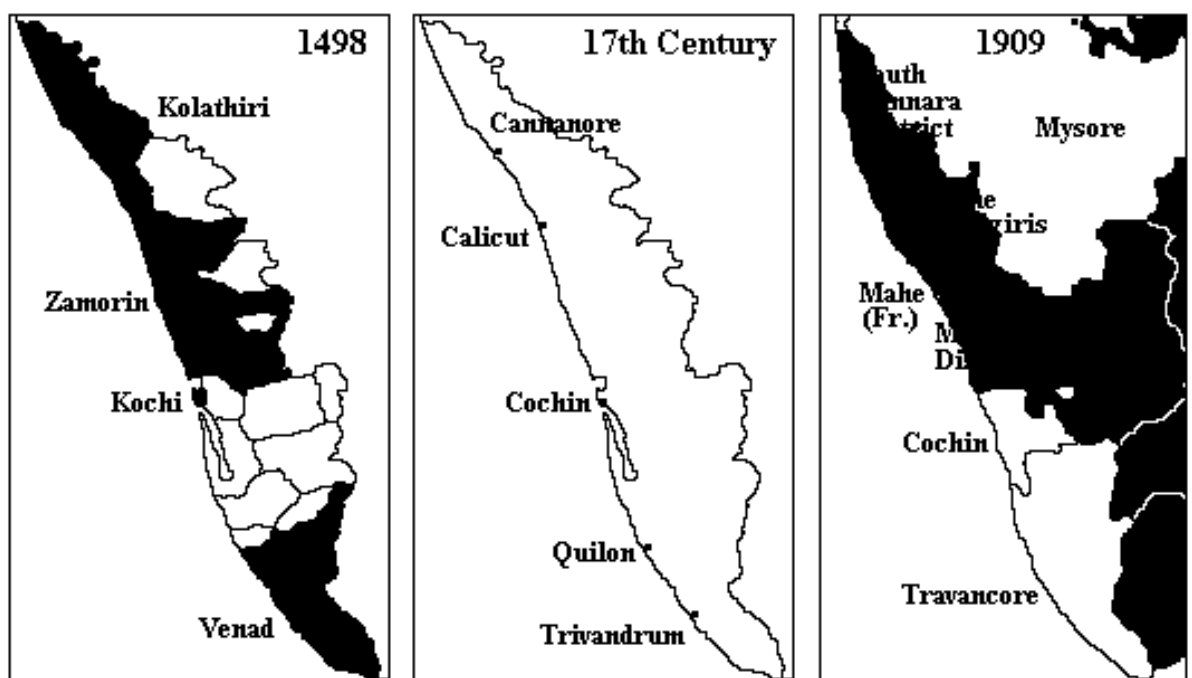 1498
Kolathiri
Zamorin
Kochi
Venad
17th Century
Cannanore
Calicut
Cochin
Quilon
Trivandrum
1909
Mysore
Mahe
(Fr.)
Cochin
Travancore